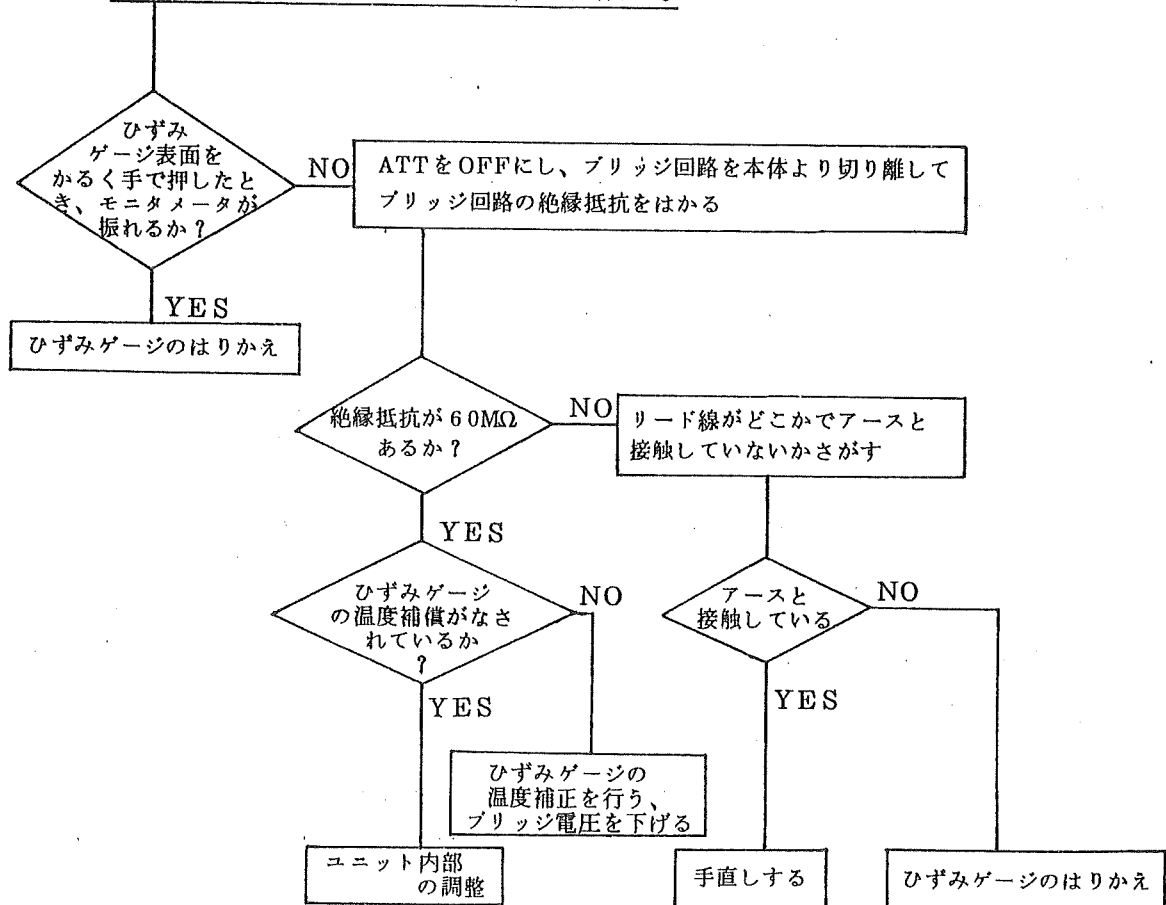 ひずみ
ゲージ表面を
かるく手で押したと
き、モニタメータが
振れるか?
NO
ATTをOFFにし、ブリッジ回路を本体より切り離して
ブリッジ回路の絶縁抵抗をはかる
YES
ひずみゲージのはりかえ
絶縁抵抗が60MΩ
あるか?
NO
リード線がどこかでアースと
接触していないかさがす
YES
ひずみゲージ
の温度補償がなさ
れているか
?
NO
アースと
接触している
NO
YES
YES
ひずみゲージの
温度補正を行う、
ブリッジ電圧を下げる
ユニット内部
の調整
手直しする
ひずみゲージのはりかえ